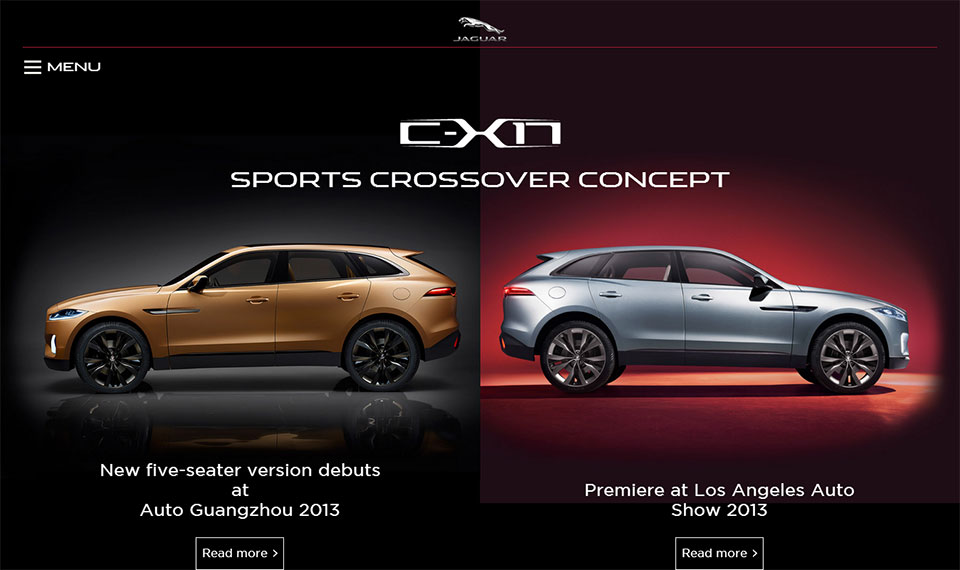 JAGUAR
MENU
C-X17
SPORTS CROSSOVER CONCEPT
New five-seater version debuts
at
Auto Guangzhou 2013
Read more >
Premiere at Los Angeles Auto
Show 2013
Read more >